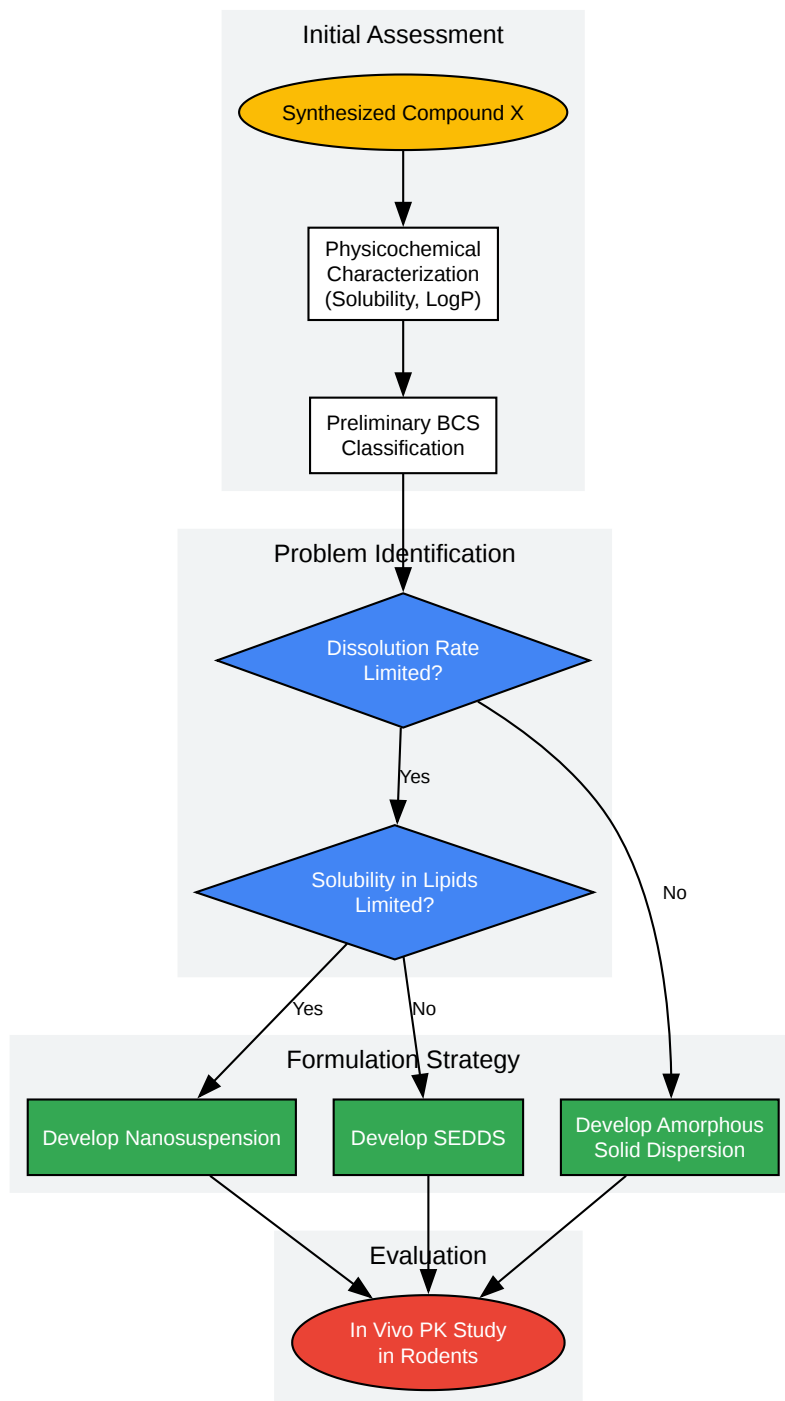 Initial Assessment
Synthesized Compound X
Physicochemical
Characterization
(Solubility, LogP)
Preliminary BCS
Classification
Problem Identification
Dissolution Rate
Limited?
Yes
No
Solubility in Lipids
Limited?
Yes
No
Formulation Strategy
Develop Nanosuspension
Develop SEDDS
Develop Amorphous
Solid Dispersion
Evaluation
In Vivo PK Study
in Rodents